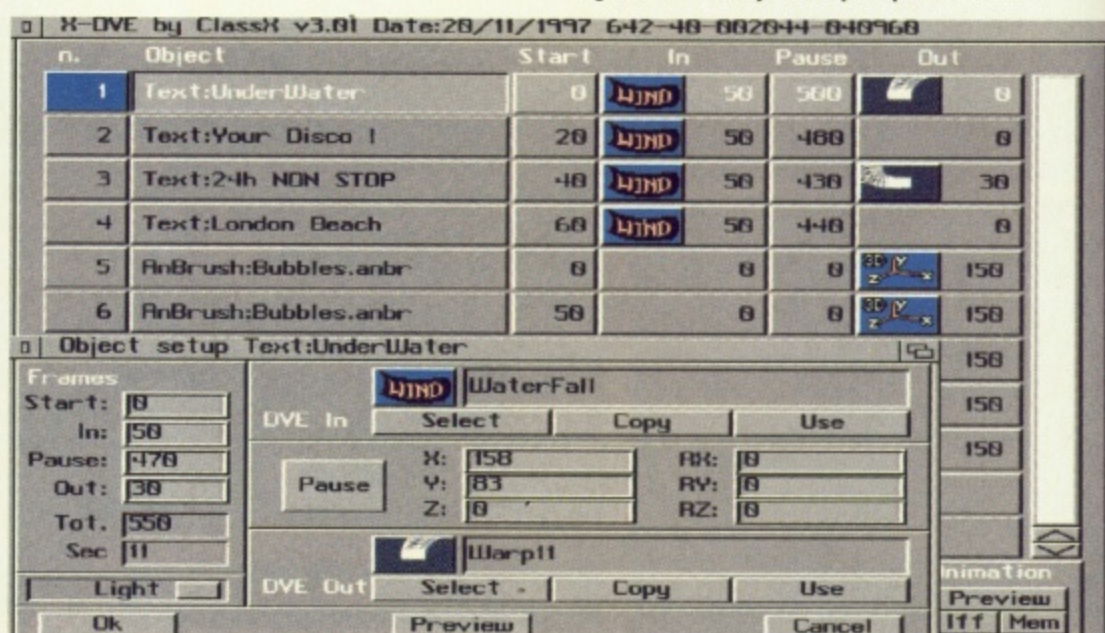 X-DVE by ClassX v3.01 Date:20/11/1997 642-40-002044-040960
n. Object Start In Pause Out
1 Text:UnderWater 0 WIND 50 500 0
2 Text:Your Disco ! 20 WIND 50 480 0
3 Text:24h NON STOP 40 WIND 50 430 30
4 Text:London Beach 60 WIND 50 440 0
5 AnBrush:Bubbles.anbr 0 0 0 3D Y Z X 150
6 AnBrush:Bubbles.anbr 50 0 0 3D Y Z X 150
150
150
150
Object setup Text:UnderWater
Frames
Start: 0
In: 50
Pause: 470
Out: 30
Tot. 550
Sec 11
Light
WIND WaterFall
DVE In Select Copy Use
Pause
X: 158 RX: 0
Y: 83 RY: 0
Z: 0 RZ: 0
Warp11
DVE Out Select Copy Use
Ok Preview Cancel
nimation
Preview
Iff Mem